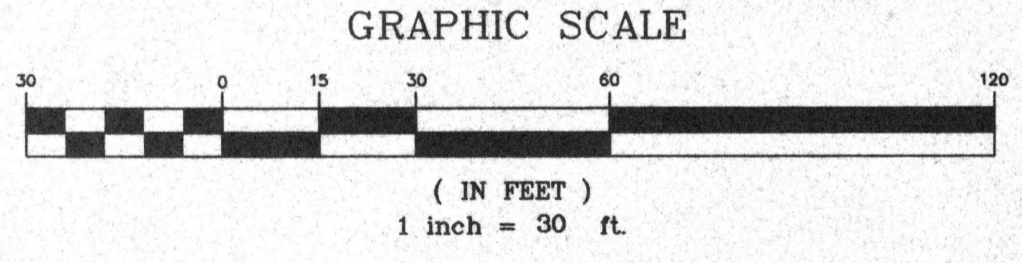 GRAPHIC SCALE
30 0 15 30 60 120
( IN FEET )
1 inch = 30 ft.